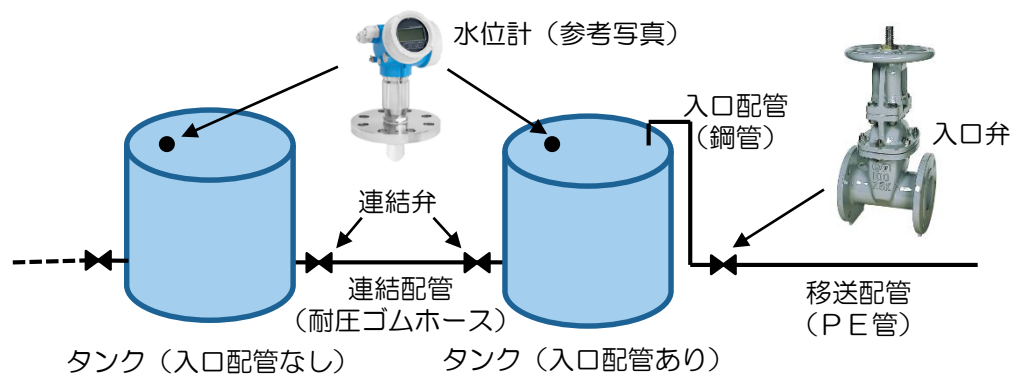 水位計（参考写真）
入口配管
（鋼管）
入口弁
連結弁
連結配管
（耐圧ゴムホース）
移送配管
（ＰＥ管）
タンク（入口配管なし）
タンク（入口配管あり）